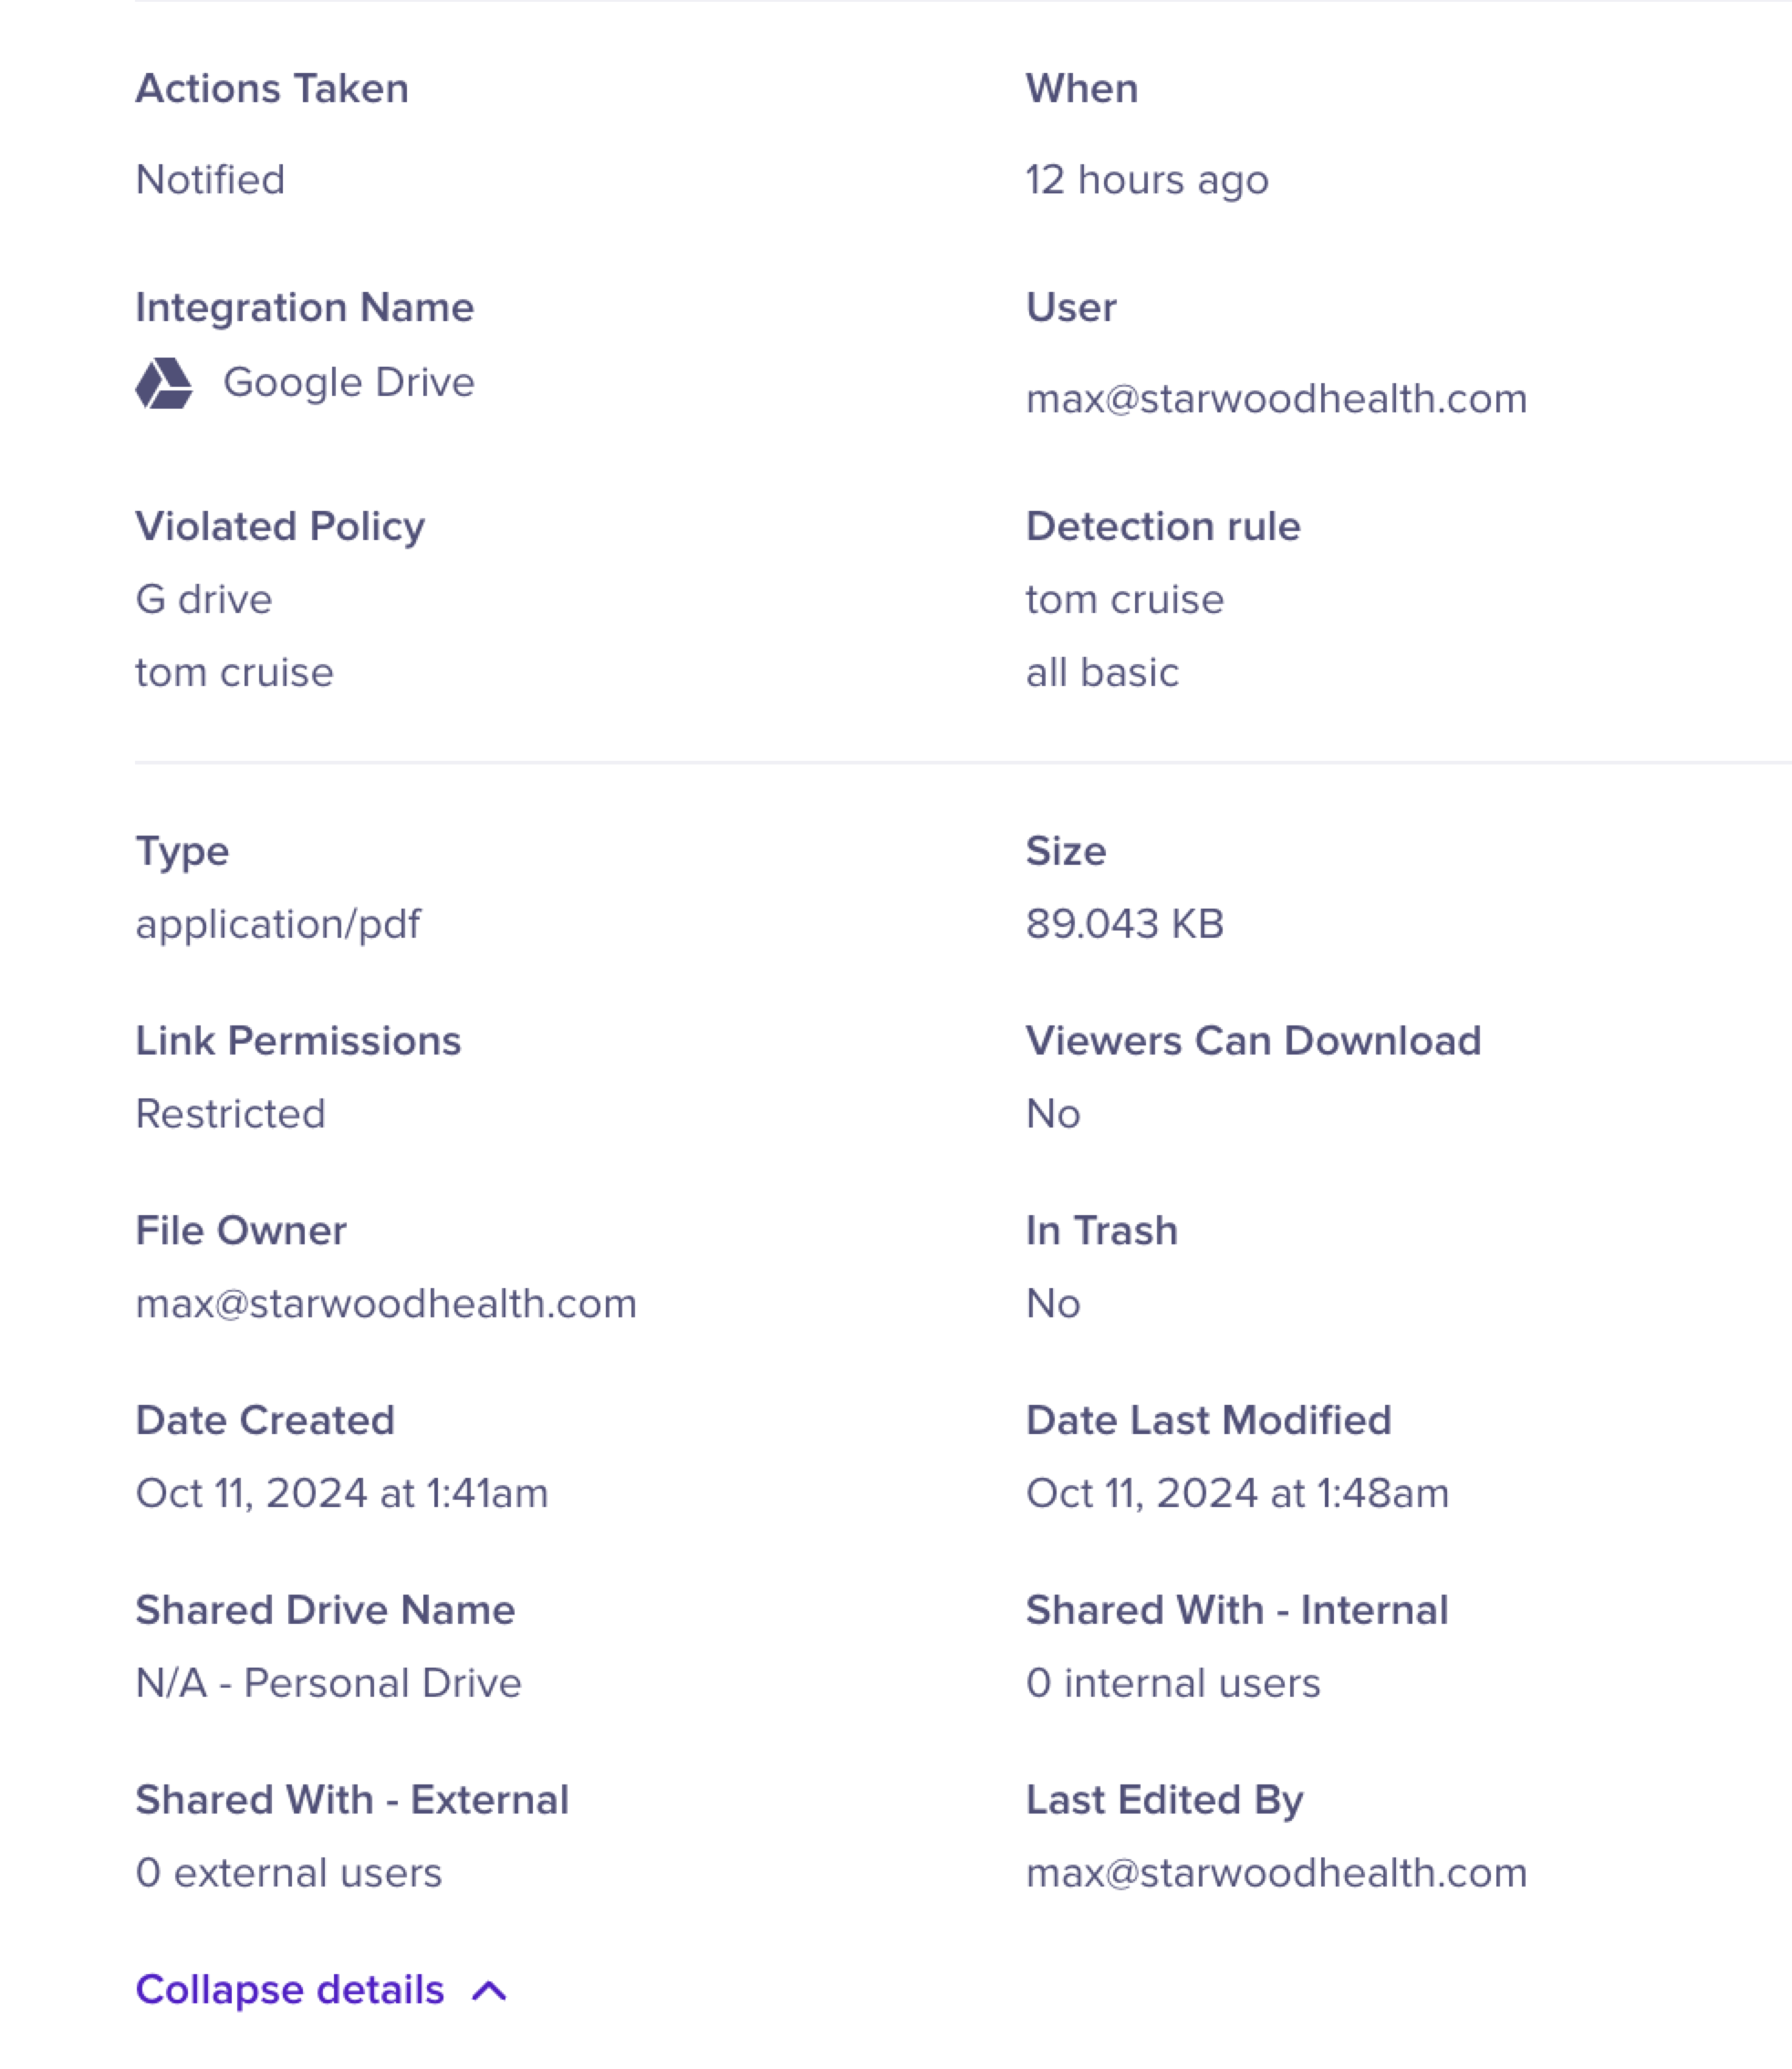 Actions Taken
When
Notified
12 hours ago
Integration Name
User
Google Drive
max@starwoodhealth.com
Violated Policy
Detection rule
G drive
tom cruise
tom cruise
all basic
Type
Size
application/pdf
89.043 KB
Link Permissions
Viewers Can Download
Restricted
No
File Owner
In Trash
max@starwoodhealth.com
No
Date Created
Date Last Modified
Oct 11, 2024 at 1:41am
Oct 11, 2024 at 1:48am
Shared Drive Name
Shared With - Internal
N/A - Personal Drive
0 internal users
Shared With - External
Last Edited By
0 external users
max@starwoodhealth.com
Collapse details